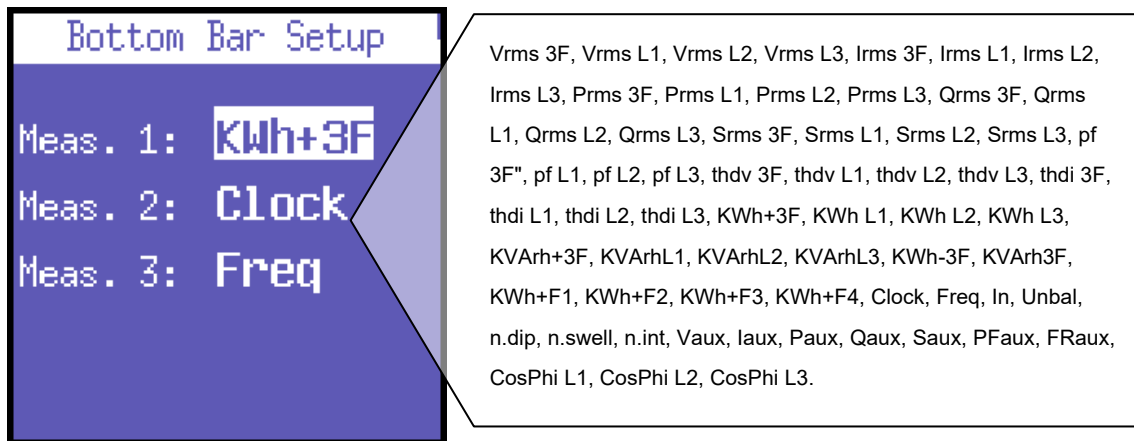 Bottom Bar Setup
Meas. 1: KWh+3F
Meas. 2: Clock
Meas. 3: Freq
Vrms 3F, Vrms L1, Vrms L2, Vrms L3, Irms 3F, Irms L1, Irms L2,
Irms L3, Prms 3F, Prms L1, Prms L2, Prms L3, Qrms 3F, Qrms
L1, Qrms L2, Qrms L3, Srms 3F, Srms L1, Srms L2, Srms L3, pf
3F", pf L1, pf L2, pf L3, thdv 3F, thdv L1, thdv L2, thdv L3, thdi 3F,
thdi L1, thdi L2, thdi L3, KWh+3F, KWh L1, KWh L2, KWh L3,
KVArh+3F, KVArhL1, KVArhL2, KVArhL3, KWh-3F, KVArh3F,
KWh+F1, KWh+F2, KWh+F3, KWh+F4, Clock, Freq, In, Unbal,
n.dip, n.swell, n.int, Vaux, Iaux, Paux, Qaux, Saux, PFaux, FRaux,
CosPhi L1, CosPhi L2, CosPhi L3.